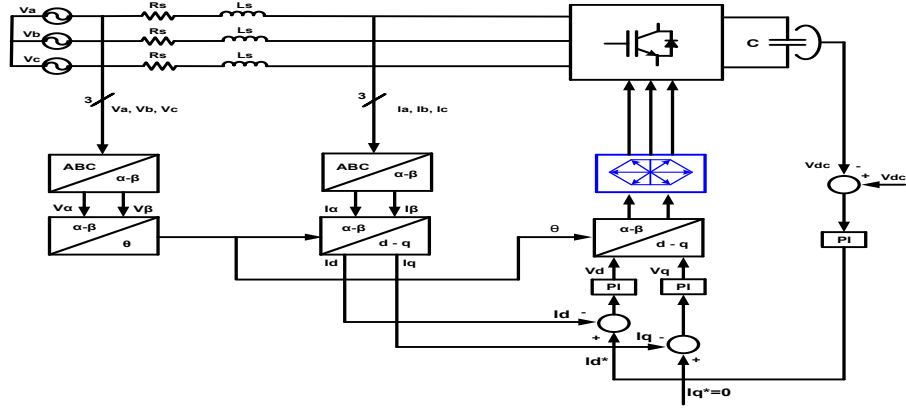 Va Rs Ls
Vb Rs Ls
Vc Rs Ls
C
3 Va, Vb, Vc
3 Ia, Ib, Ic
ABC α-β
ABC α-β
Vdc -
+ Vdc
Vα Vβ
Iα Iβ
α-β θ
α-β d - q
θ
α-β d - q
PI
Id Iq
Vd Vq
PI PI
Id -
+ Iq -
Id* +
Iq*=0